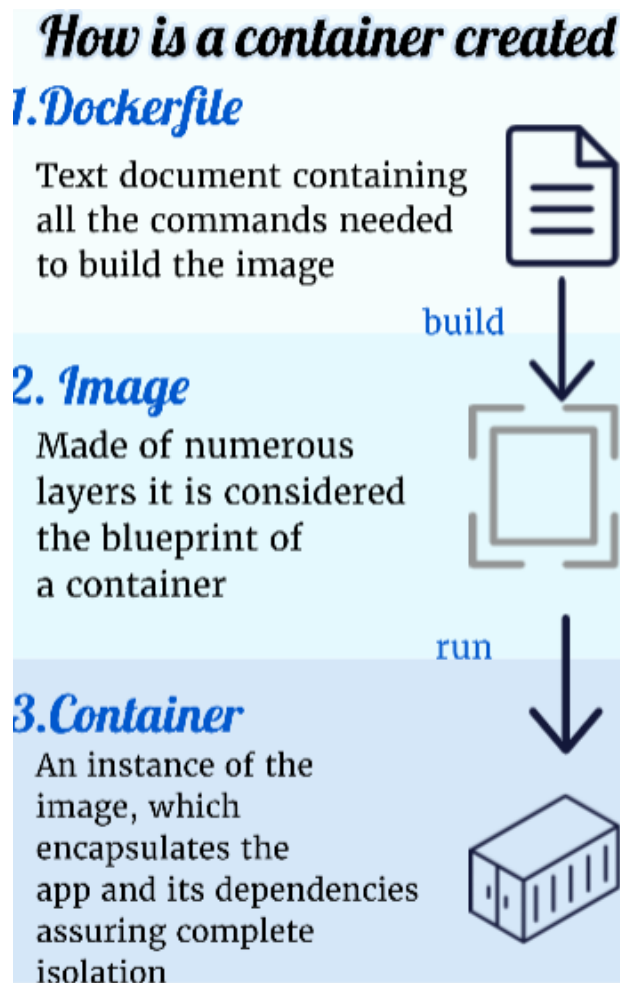 How is a container created
1.Dockerfile
Text document containing
all the commands needed
to build the image
build
2. Image
Made of numerous
layers it is considered
the blueprint of
a container
run
3.Container
An instance of the
image, which
encapsulates the
app and its dependencies
assuring complete
isolation